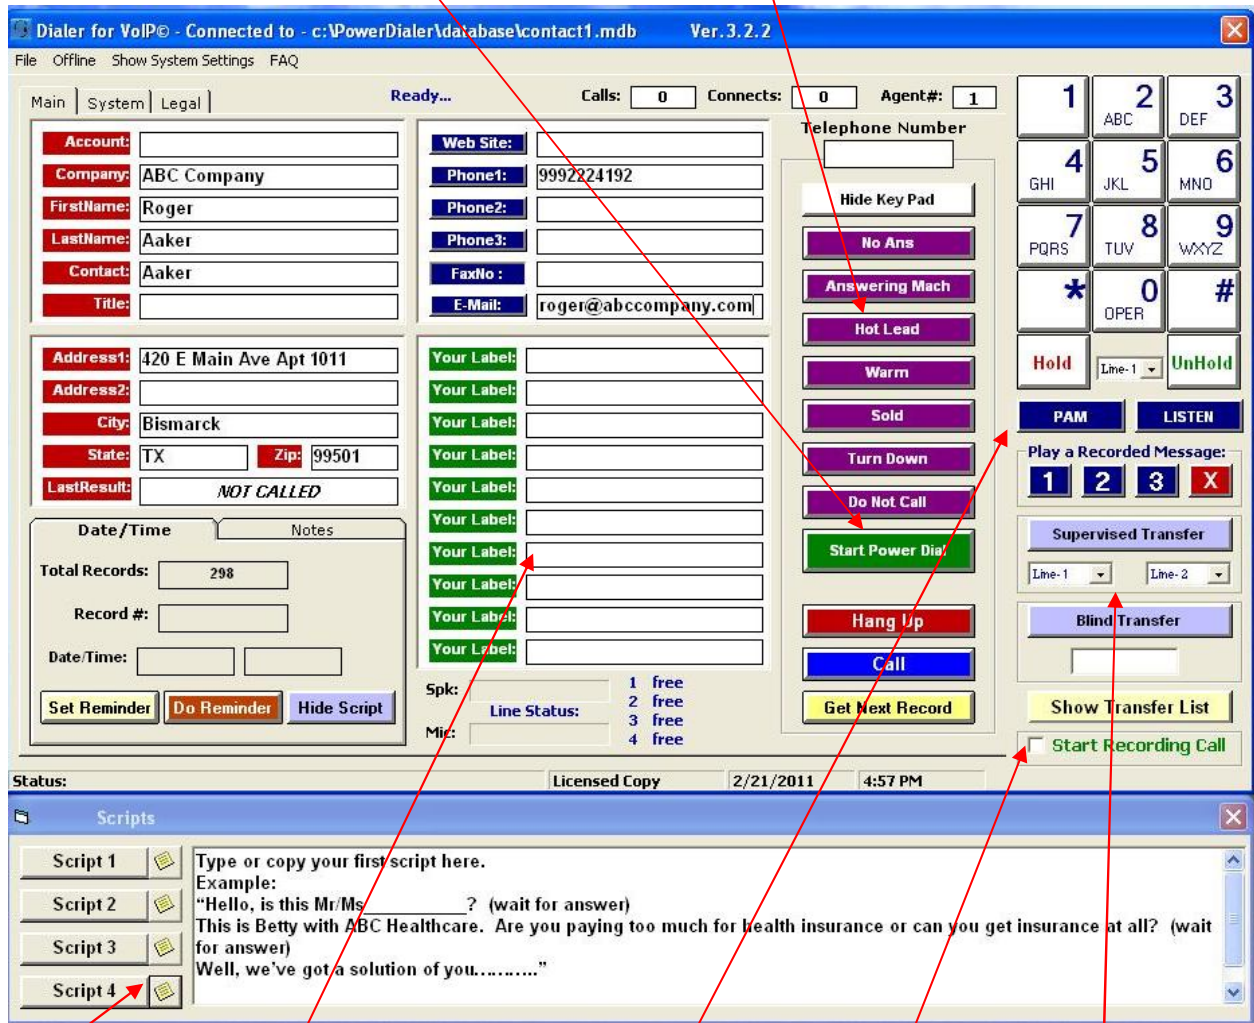 Dialer for VoIP© - Connected to - c:\PowerDialer\database\contact1.mdb Ver.3.2.2
File Offline Show System Settings FAQ
Main System Legal
Ready... Calls: 0 Connects: 0 Agent#: 1
Account:
Company: ABC Company
FirstName: Roger
LastName: Aaker
Contact: Aaker
Title:
Web Site:
Phone1: 9992224192
Phone2:
Phone3:
FaxNo :
E-Mail: roger@abccompany.com
Address1: 420 E Main Ave Apt 1011
Address2:
City: Bismarck
State: TX Zip: 99501
LastResult: NOT CALLED
Your Label:
Your Label:
Your Label:
Your Label:
Your Label:
Your Label:
Your Label:
Your Label:
Your Label:
Your Label:
Date/Time Notes
Total Records: 298
Record #:
Date/Time:
Set Reminder Do Reminder Hide Script
Spk:
Line Status:
Mic:
1 free
2 free
3 free
4 free
Telephone Number
Hide Key Pad
No Ans
Answering Mach
Hot Lead
Warm
Sold
Turn Down
Do Not Call
Start Power Dial
Hang Up
Call
Get Next Record
1 2 ABC 3 DEF
4 GHI 5 JKL 6 MNO
7 PQRS 8 TUV 9 WXYZ
* 0 OPER #
Hold Line-1 UnHold
PAM LISTEN
Play a Recorded Message:
1 2 3 X
Supervised Transfer
Line-1 Line-2
Blind Transfer
Show Transfer List
Start Recording Call
Status: Licensed Copy 2/21/2011 4:57 PM
Scripts
Script 1
Script 2
Script 3
Script 4
Type or copy your first script here.
Example:
“Hello, is this Mr/Ms___________? (wait for answer)
This is Betty with ABC Healthcare. Are you paying too much for health insurance or can you get insurance at all? (wait
for answer)
Well, we’ve got a solution of you………..”